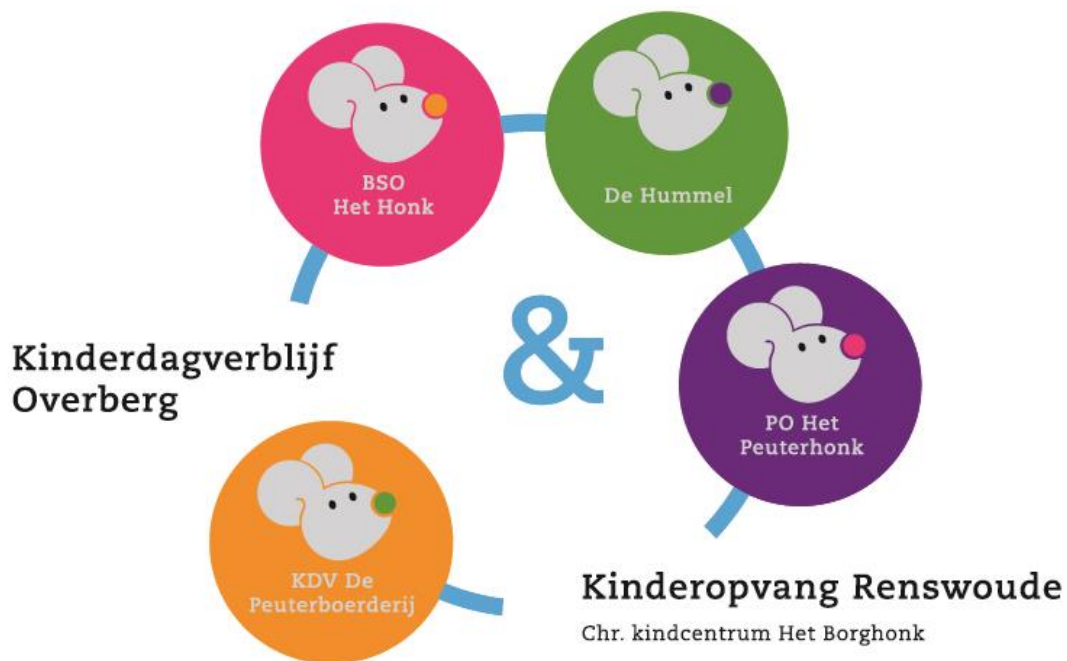 BSO
Het Honk
De Hummel
&
Kinderdagverblijf
Overberg
PO Het
Peuterhonk
KDV De
Peuterboerderij
Kinderopvang Renswoude
Chr. kindcentrum Het Borghonk